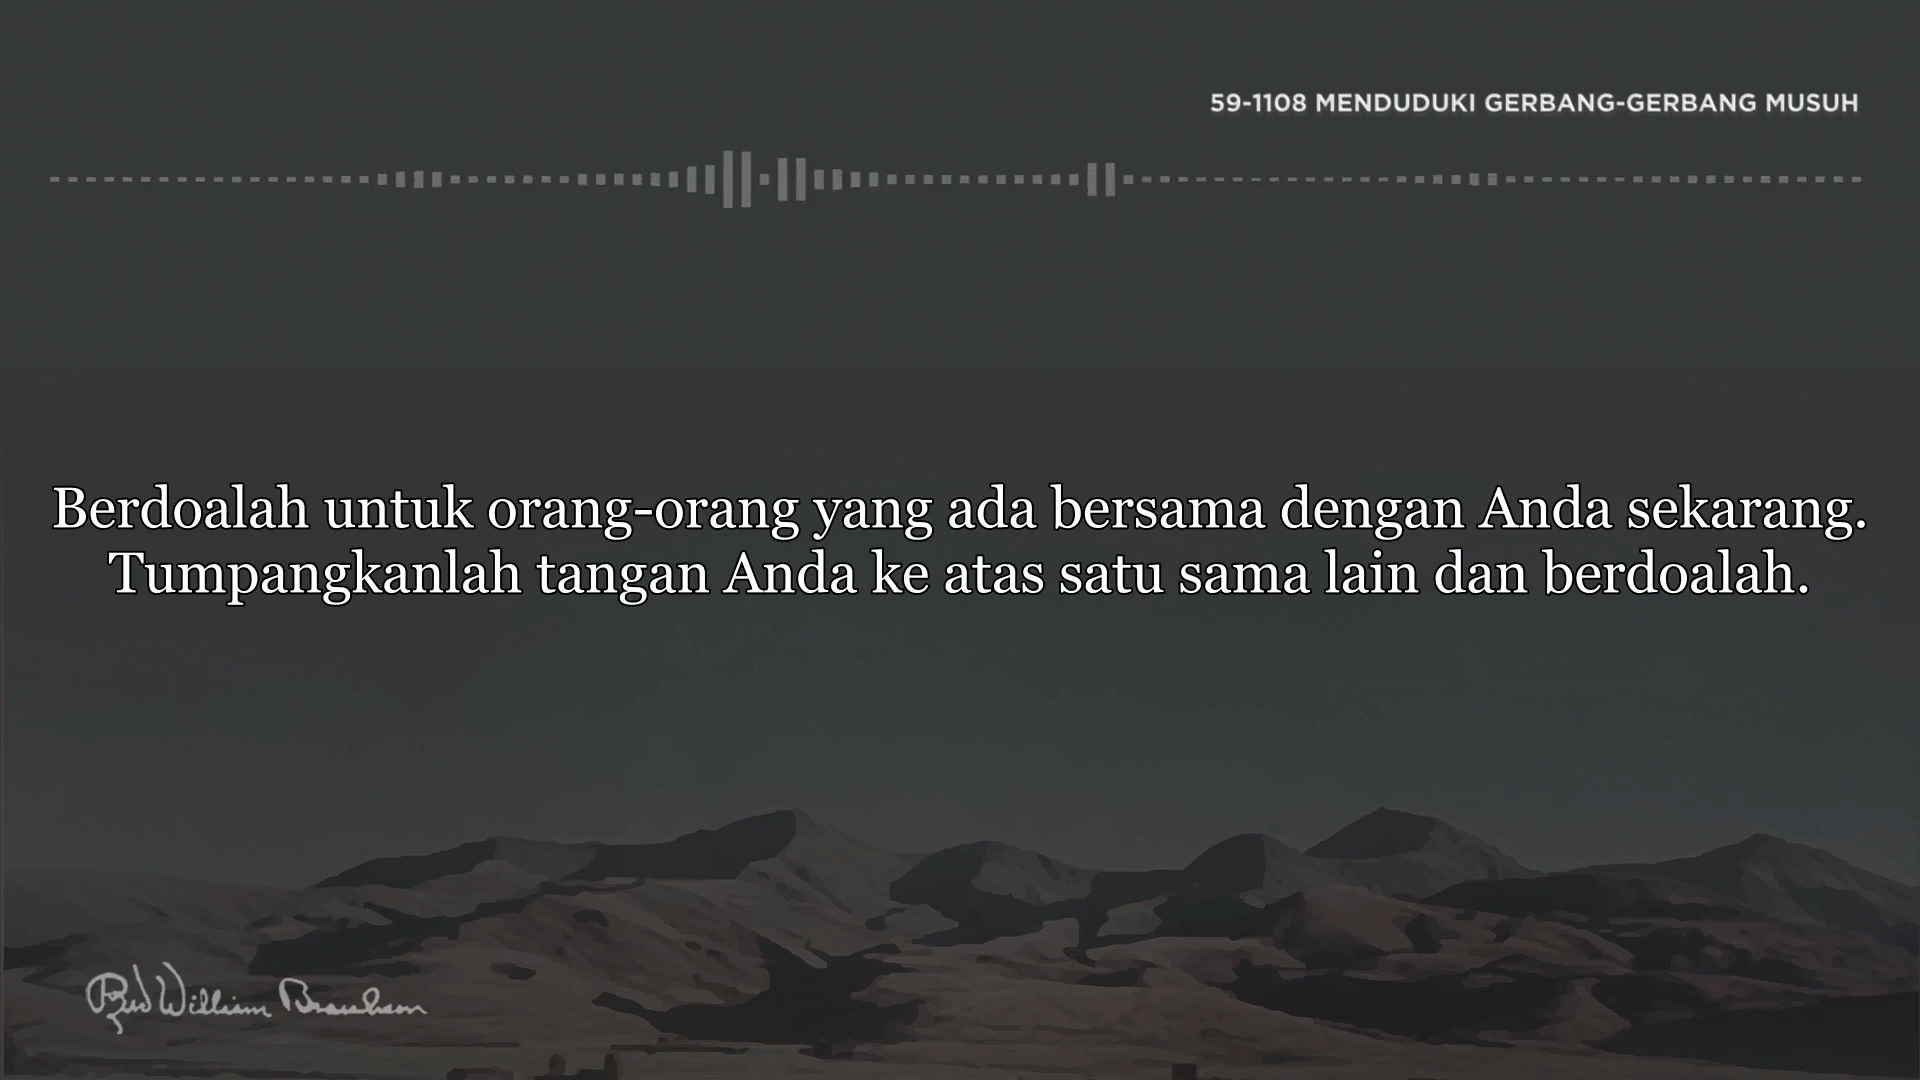 59-1108 MENDUDUKI GERBANG-GERBANG MUSUH
Berdoalah untuk orang-orang yang ada bersama dengan Anda sekarang.
Tumpangkanlah tangan Anda ke atas satu sama lain dan berdoalah.
William Branham